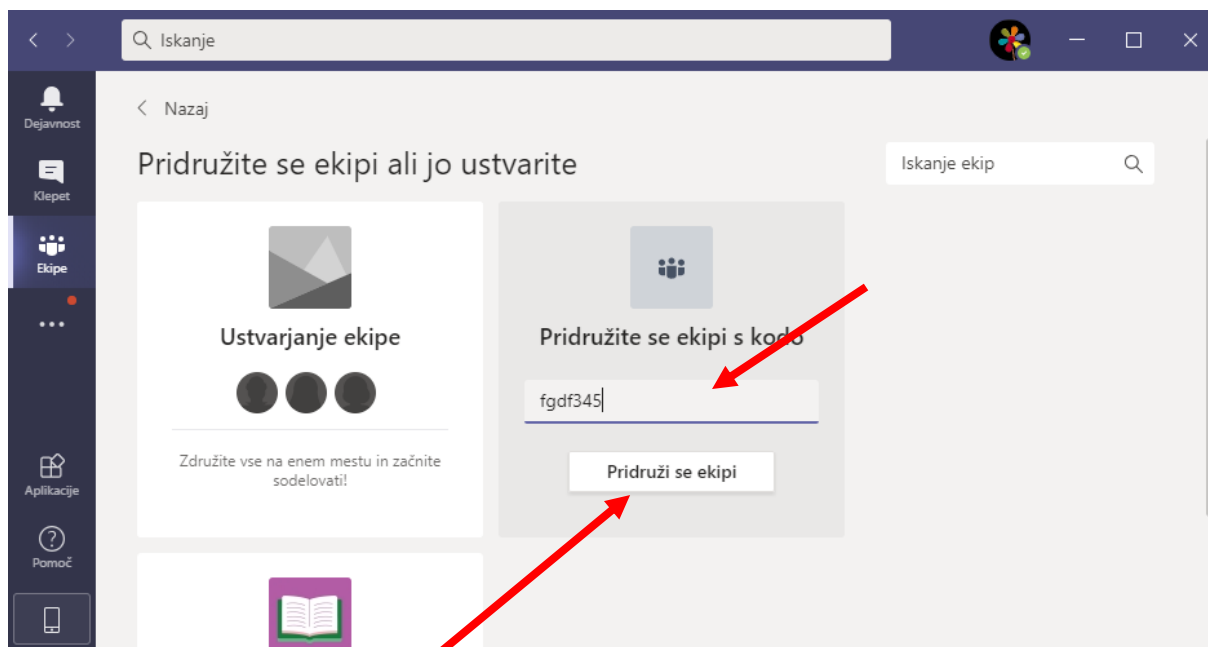 Iskanje
Dejavnost
Klepet
Ekipe
Aplikacije
Pomoč
Nazaj
Pridružite se ekipi ali jo ustvarite
Iskanje ekip
Ustvarjanje ekipe
Združite vse na enem mestu in začnite
sodelovati!
Pridružite se ekipi s kodo
fgdf345
Pridruži se ekipi